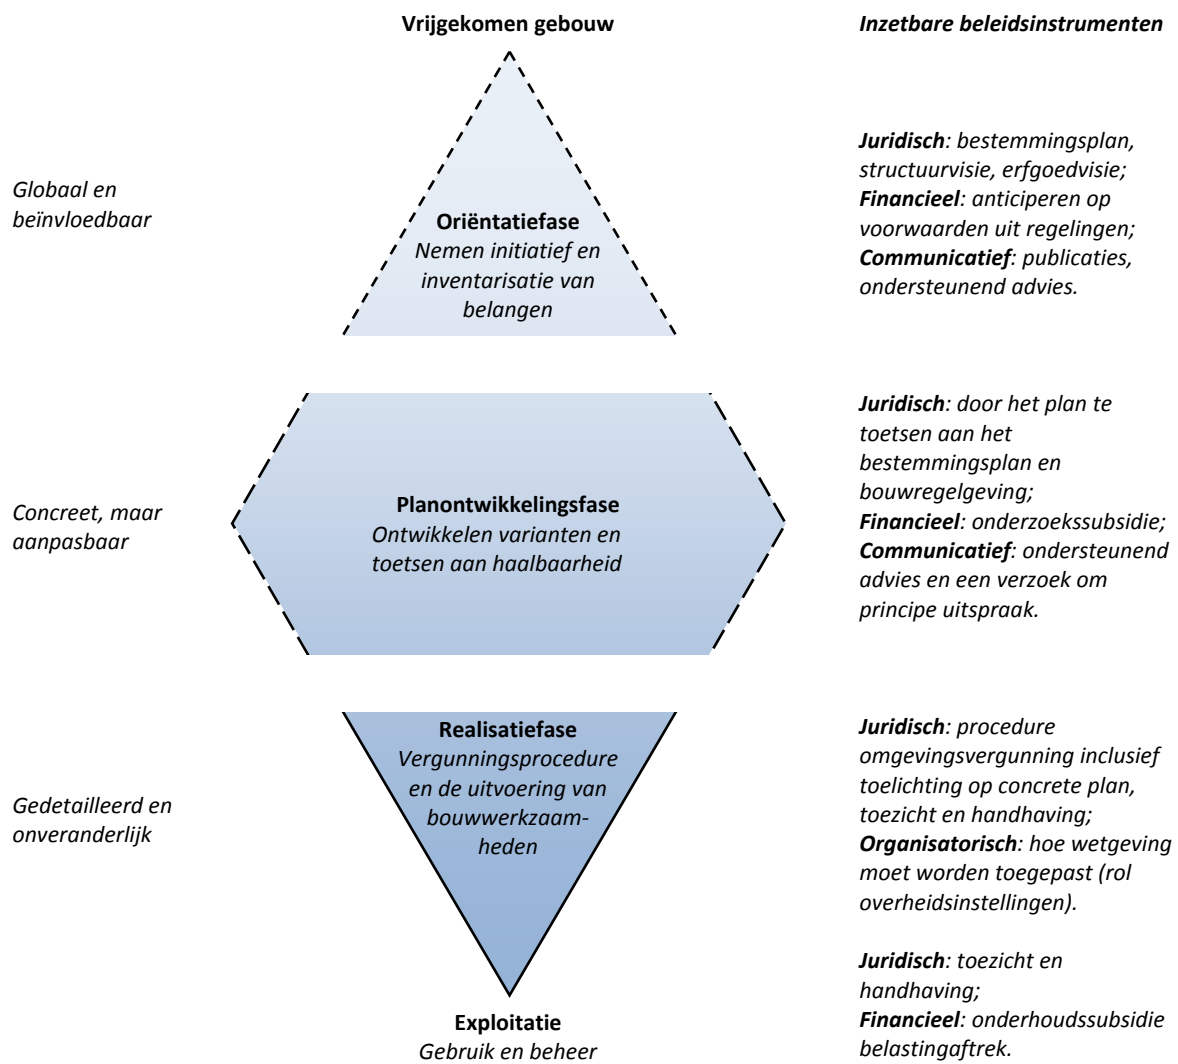 Vrijgekomen gebouw
Inzetbare beleidsinstrumenten
Globaal en
beïnvloedbaar
Oriëntatiefase
Nemen initiatief en
inventarisatie van
belangen
Juridisch: bestemmingsplan,
structuurvisie, erfgoedvisie;
Financieel: anticiperen op
voorwaarden uit regelingen;
Communicatief: publicaties,
ondersteunend advies.
Concreet, maar
aanpasbaar
Planontwikkelingsfase
Ontwikkelen varianten en
toetsen aan haalbaarheid
Juridisch: door het plan te
toetsen aan het
bestemmingsplan en
bouwregelgeving;
Financieel: onderzoekssubsidie;
Communicatief: ondersteunend
advies en een verzoek om
principe uitspraak.
Gedetailleerd en
onveranderlijk
Realisatiefase
Vergunningsprocedure
en de uitvoering van
bouwwerkzaam-
heden
Juridisch: procedure
omgevingsvergunning inclusief
toelichting op concrete plan,
toezicht en handhaving;
Organisatorisch: hoe wetgeving
moet worden toegepast (rol
overheidsinstellingen).
Exploitatie
Gebruik en beheer
Juridisch: toezicht en
handhaving;
Financieel: onderhoudssubsidie
belastingaftrek.